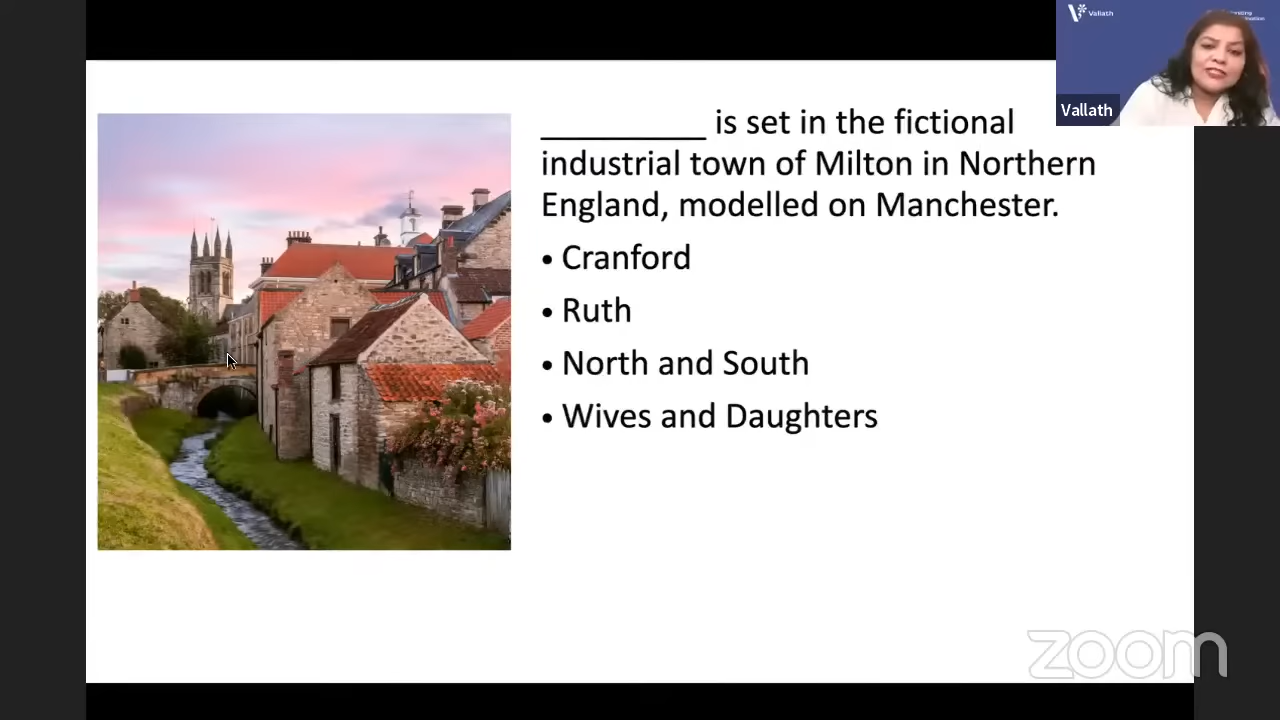 Vallath
Vallath
_________ is set in the fictional
industrial town of Milton in Northern
England, modelled on Manchester.
• Cranford
• Ruth
• North and South
• Wives and Daughters
zoom